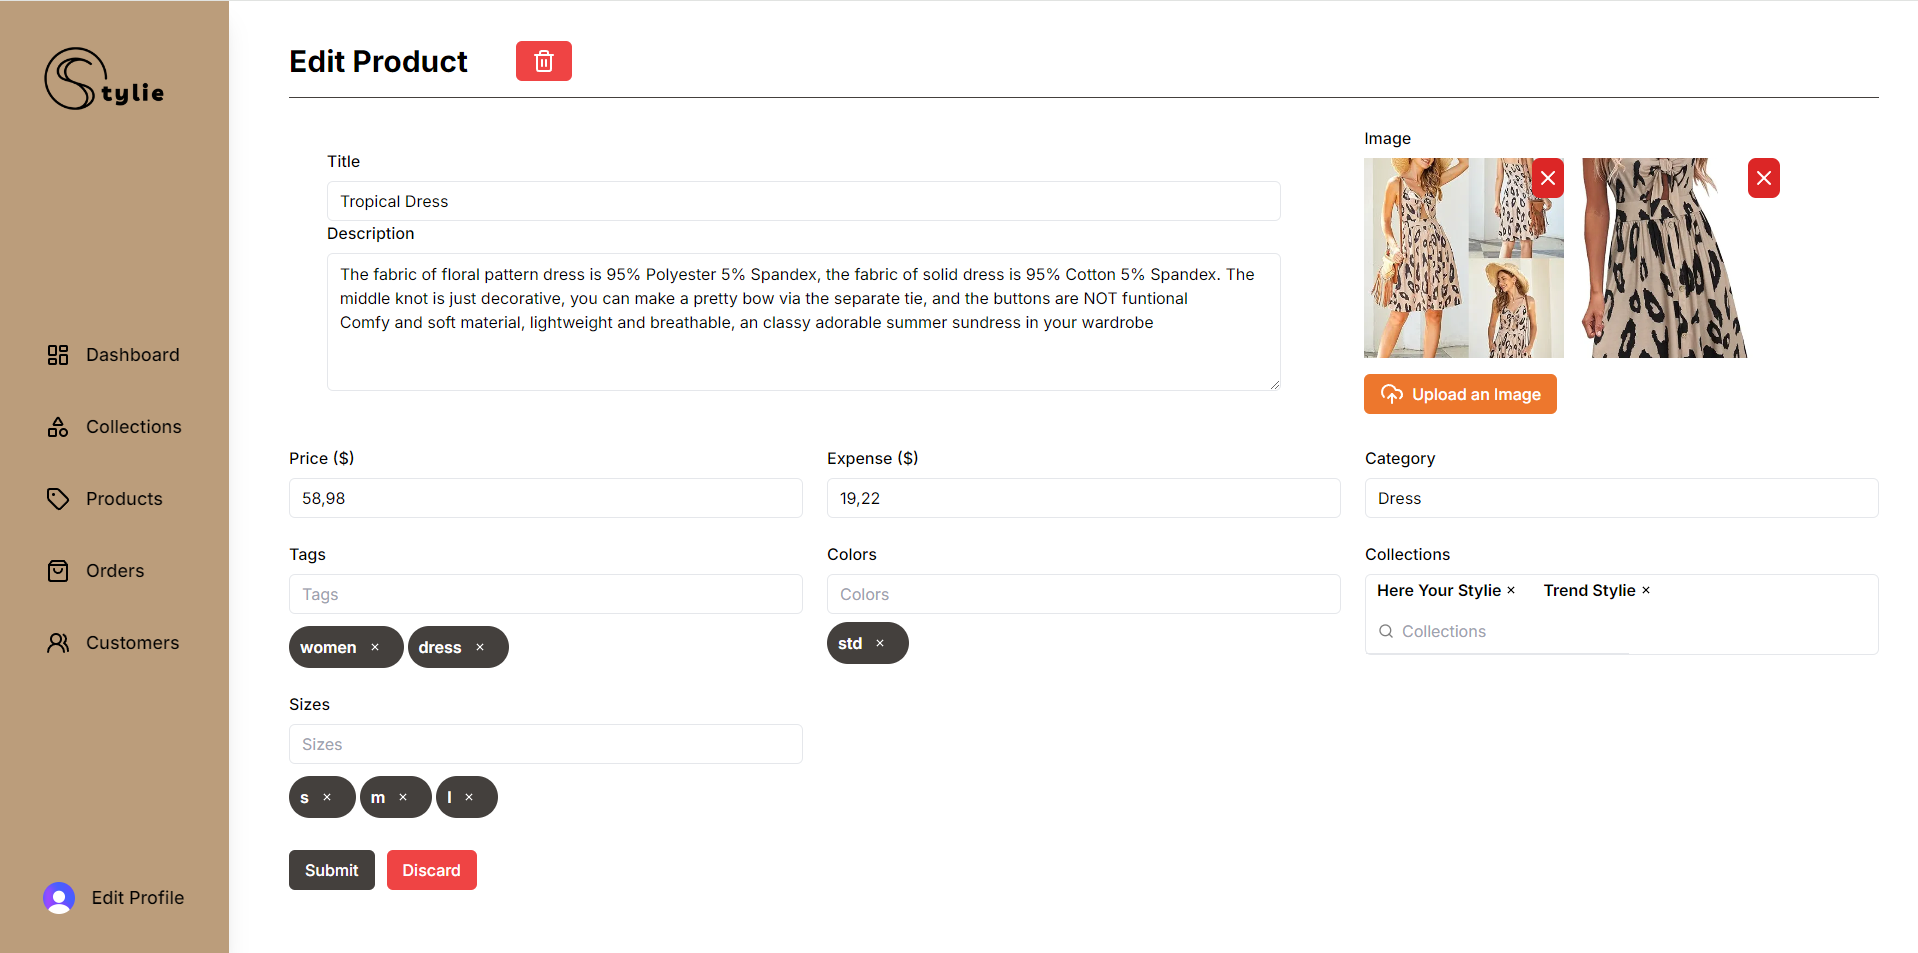 Stylie
Dashboard
Collections
Products
Orders
Customers
Edit Profile
Edit Product
Title
Tropical Dress
Description
The fabric of floral pattern dress is 95% Polyester 5% Spandex, the fabric of solid dress is 95% Cotton 5% Spandex. The
middle knot is just decorative, you can make a pretty bow via the separate tie, and the buttons are NOT funtional
Comfy and soft material, lightweight and breathable, an classy adorable summer sundress in your wardrobe
Image
Upload an Image
Price ($)
58,98
Expense ($)
19,22
Category
Dress
Tags
Tags
women ×
dress ×
Colors
Colors
std ×
Collections
Here Your Stylie × Trend Stylie ×
Collections
Sizes
Sizes
s × m × l ×
Submit
Discard